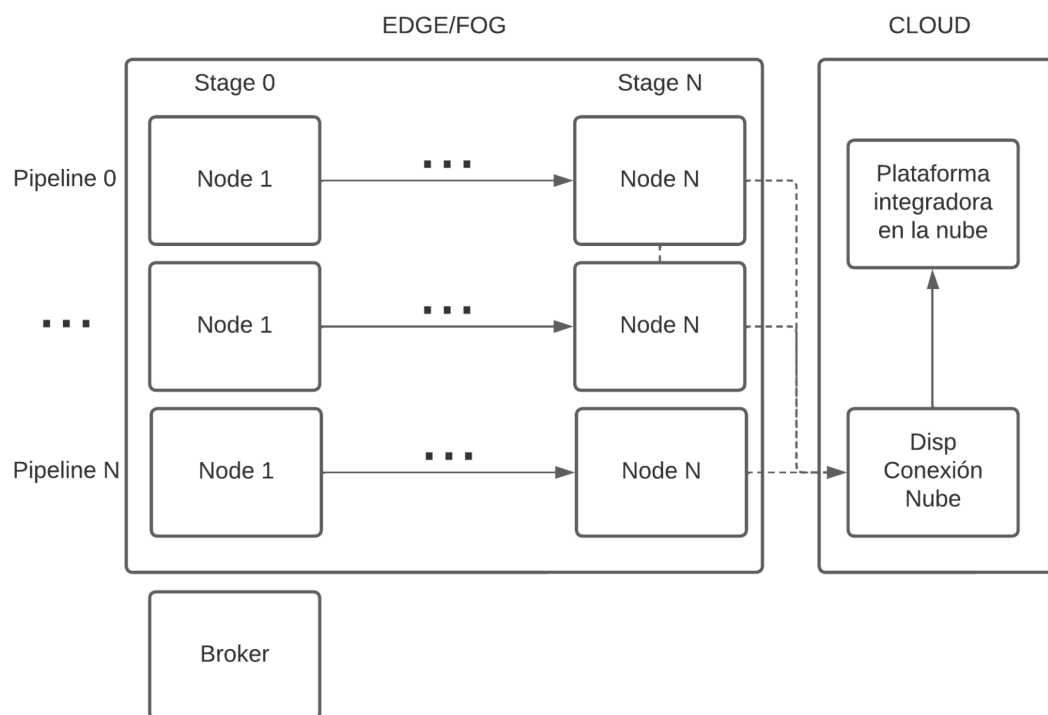 EDGE/FOG
CLOUD
Stage 0
Stage N
Pipeline 0
Node 1
...
Node N
Plataforma
integradora
en la nube
...
Node 1
...
Node N
Pipeline N
Node 1
...
Node N
Disp
Conexión
Nube
Broker